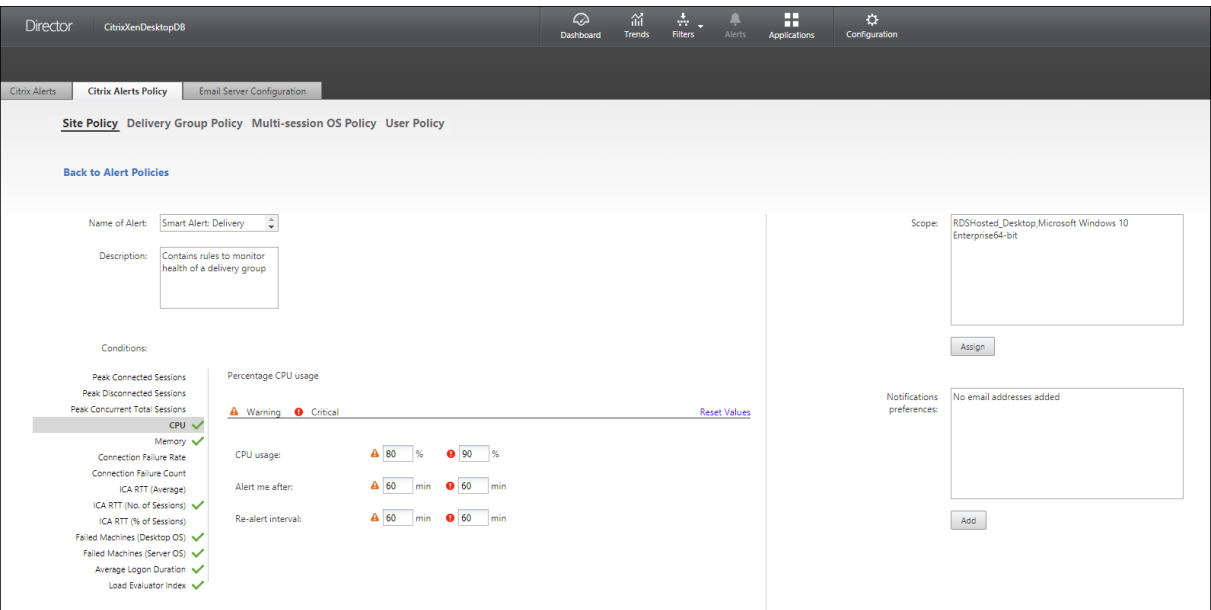 Director CitrixXenDesktopDB
Dashboard Trends Filters Alerts Applications Configuration
Citrix Alerts Citrix Alerts Policy Email Server Configuration
Site Policy Delivery Group Policy Multi-session OS Policy User Policy
Back to Alert Policies
Name of Alert: Smart Alert: Delivery
Description: Contains rules to monitor
health of a delivery group
Scope: RDSHosted_Desktop,Microsoft Windows 10
Enterprise64-bit
Assign
Conditions:
Peak Connected Sessions
Peak Disconnected Sessions
Peak Concurrent Total Sessions
CPU
Memory
Connection Failure Rate
Connection Failure Count
ICA RTT (Average)
ICA RTT (No. of Sessions)
ICA RTT (% of Sessions)
Failed Machines (Desktop OS)
Failed Machines (Server OS)
Average Logon Duration
Load Evaluator Index
Percentage CPU usage
Warning Critical Reset Values
CPU usage: 80 % 90 %
Alert me after: 60 min 60 min
Re-alert interval: 60 min 60 min
Notifications
preferences:
No email addresses added
Add